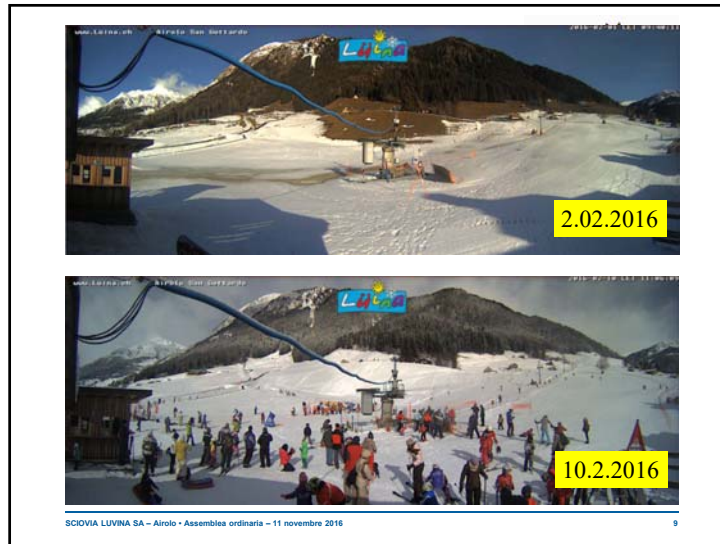 www.Luina.ch Airolo San Gottardo
Luina
2.02.2016
www.Luina.ch Airolo San Gottardo
Luina
10.2.2016
SCIOVIA LUVINA SA – Airolo • Assemblea ordinaria – 11 novembre 2016 9